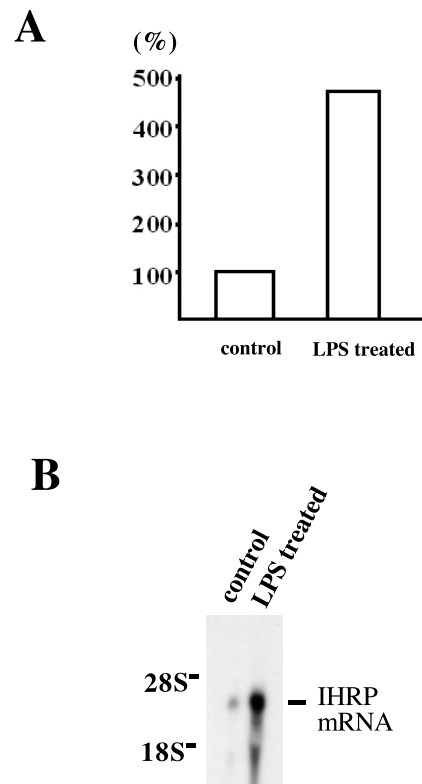 A
(%)
500
400
300
200
100
control
LPS treated
B
control
LPS treated
28S
IHRP
mRNA
18S